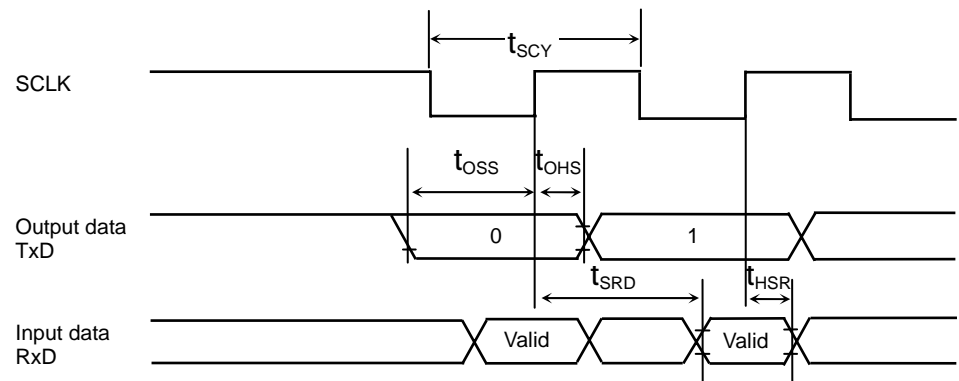 tSCY
SCLK
tOSS tOHS
Output data
TxD
0 1
tSRD tHSR
Input data
RxD
Valid Valid